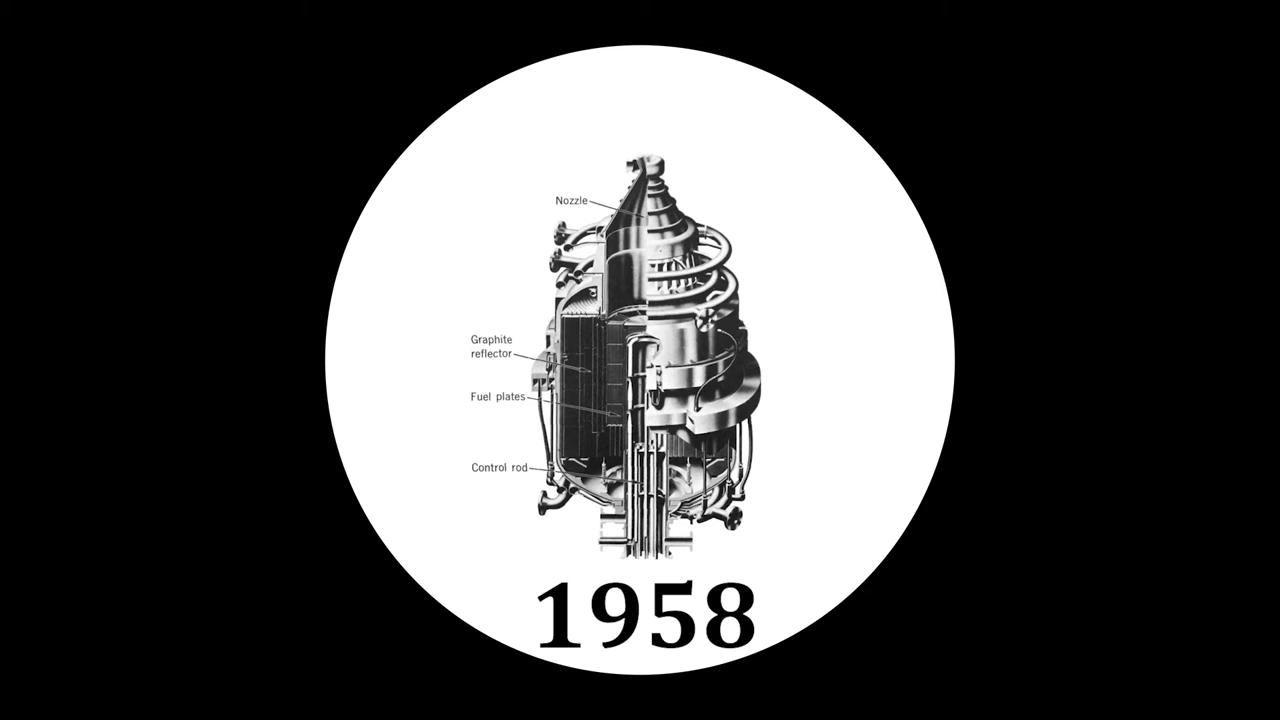 Nozzle
Graphite
reflector
Fuel plates
Control rod
1958